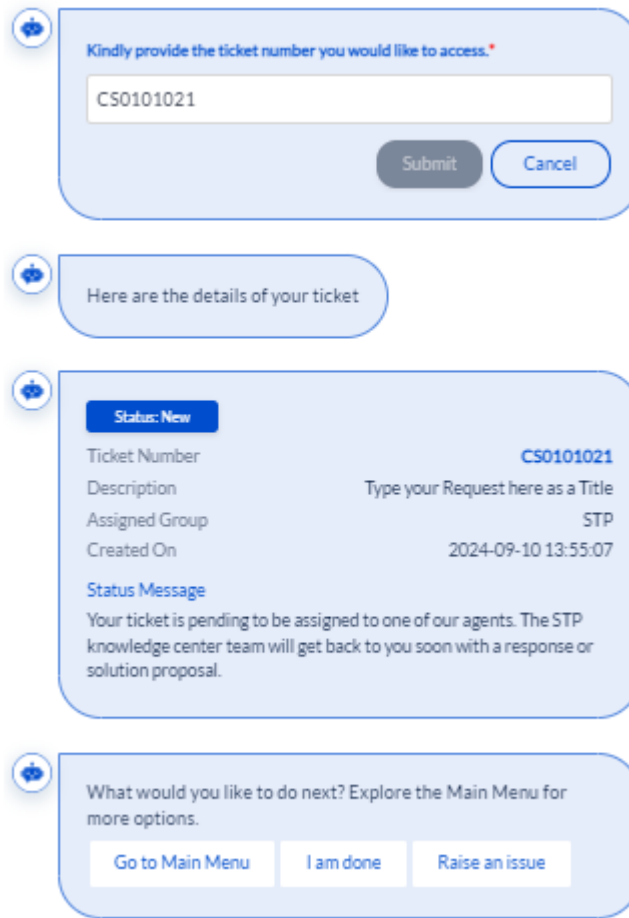 Kindly provide the ticket number you would like to access.*
CS0101021
Submit Cancel
Here are the details of your ticket
Status: New
Ticket Number CS0101021
Description Type your Request here as a Title
Assigned Group STP
Created On 2024-09-10 13:55:07
Status Message
Your ticket is pending to be assigned to one of our agents. The STP
knowledge center team will get back to you soon with a response or
solution proposal.
What would you like to do next? Explore the Main Menu for
more options.
Go to Main Menu I am done Raise an issue